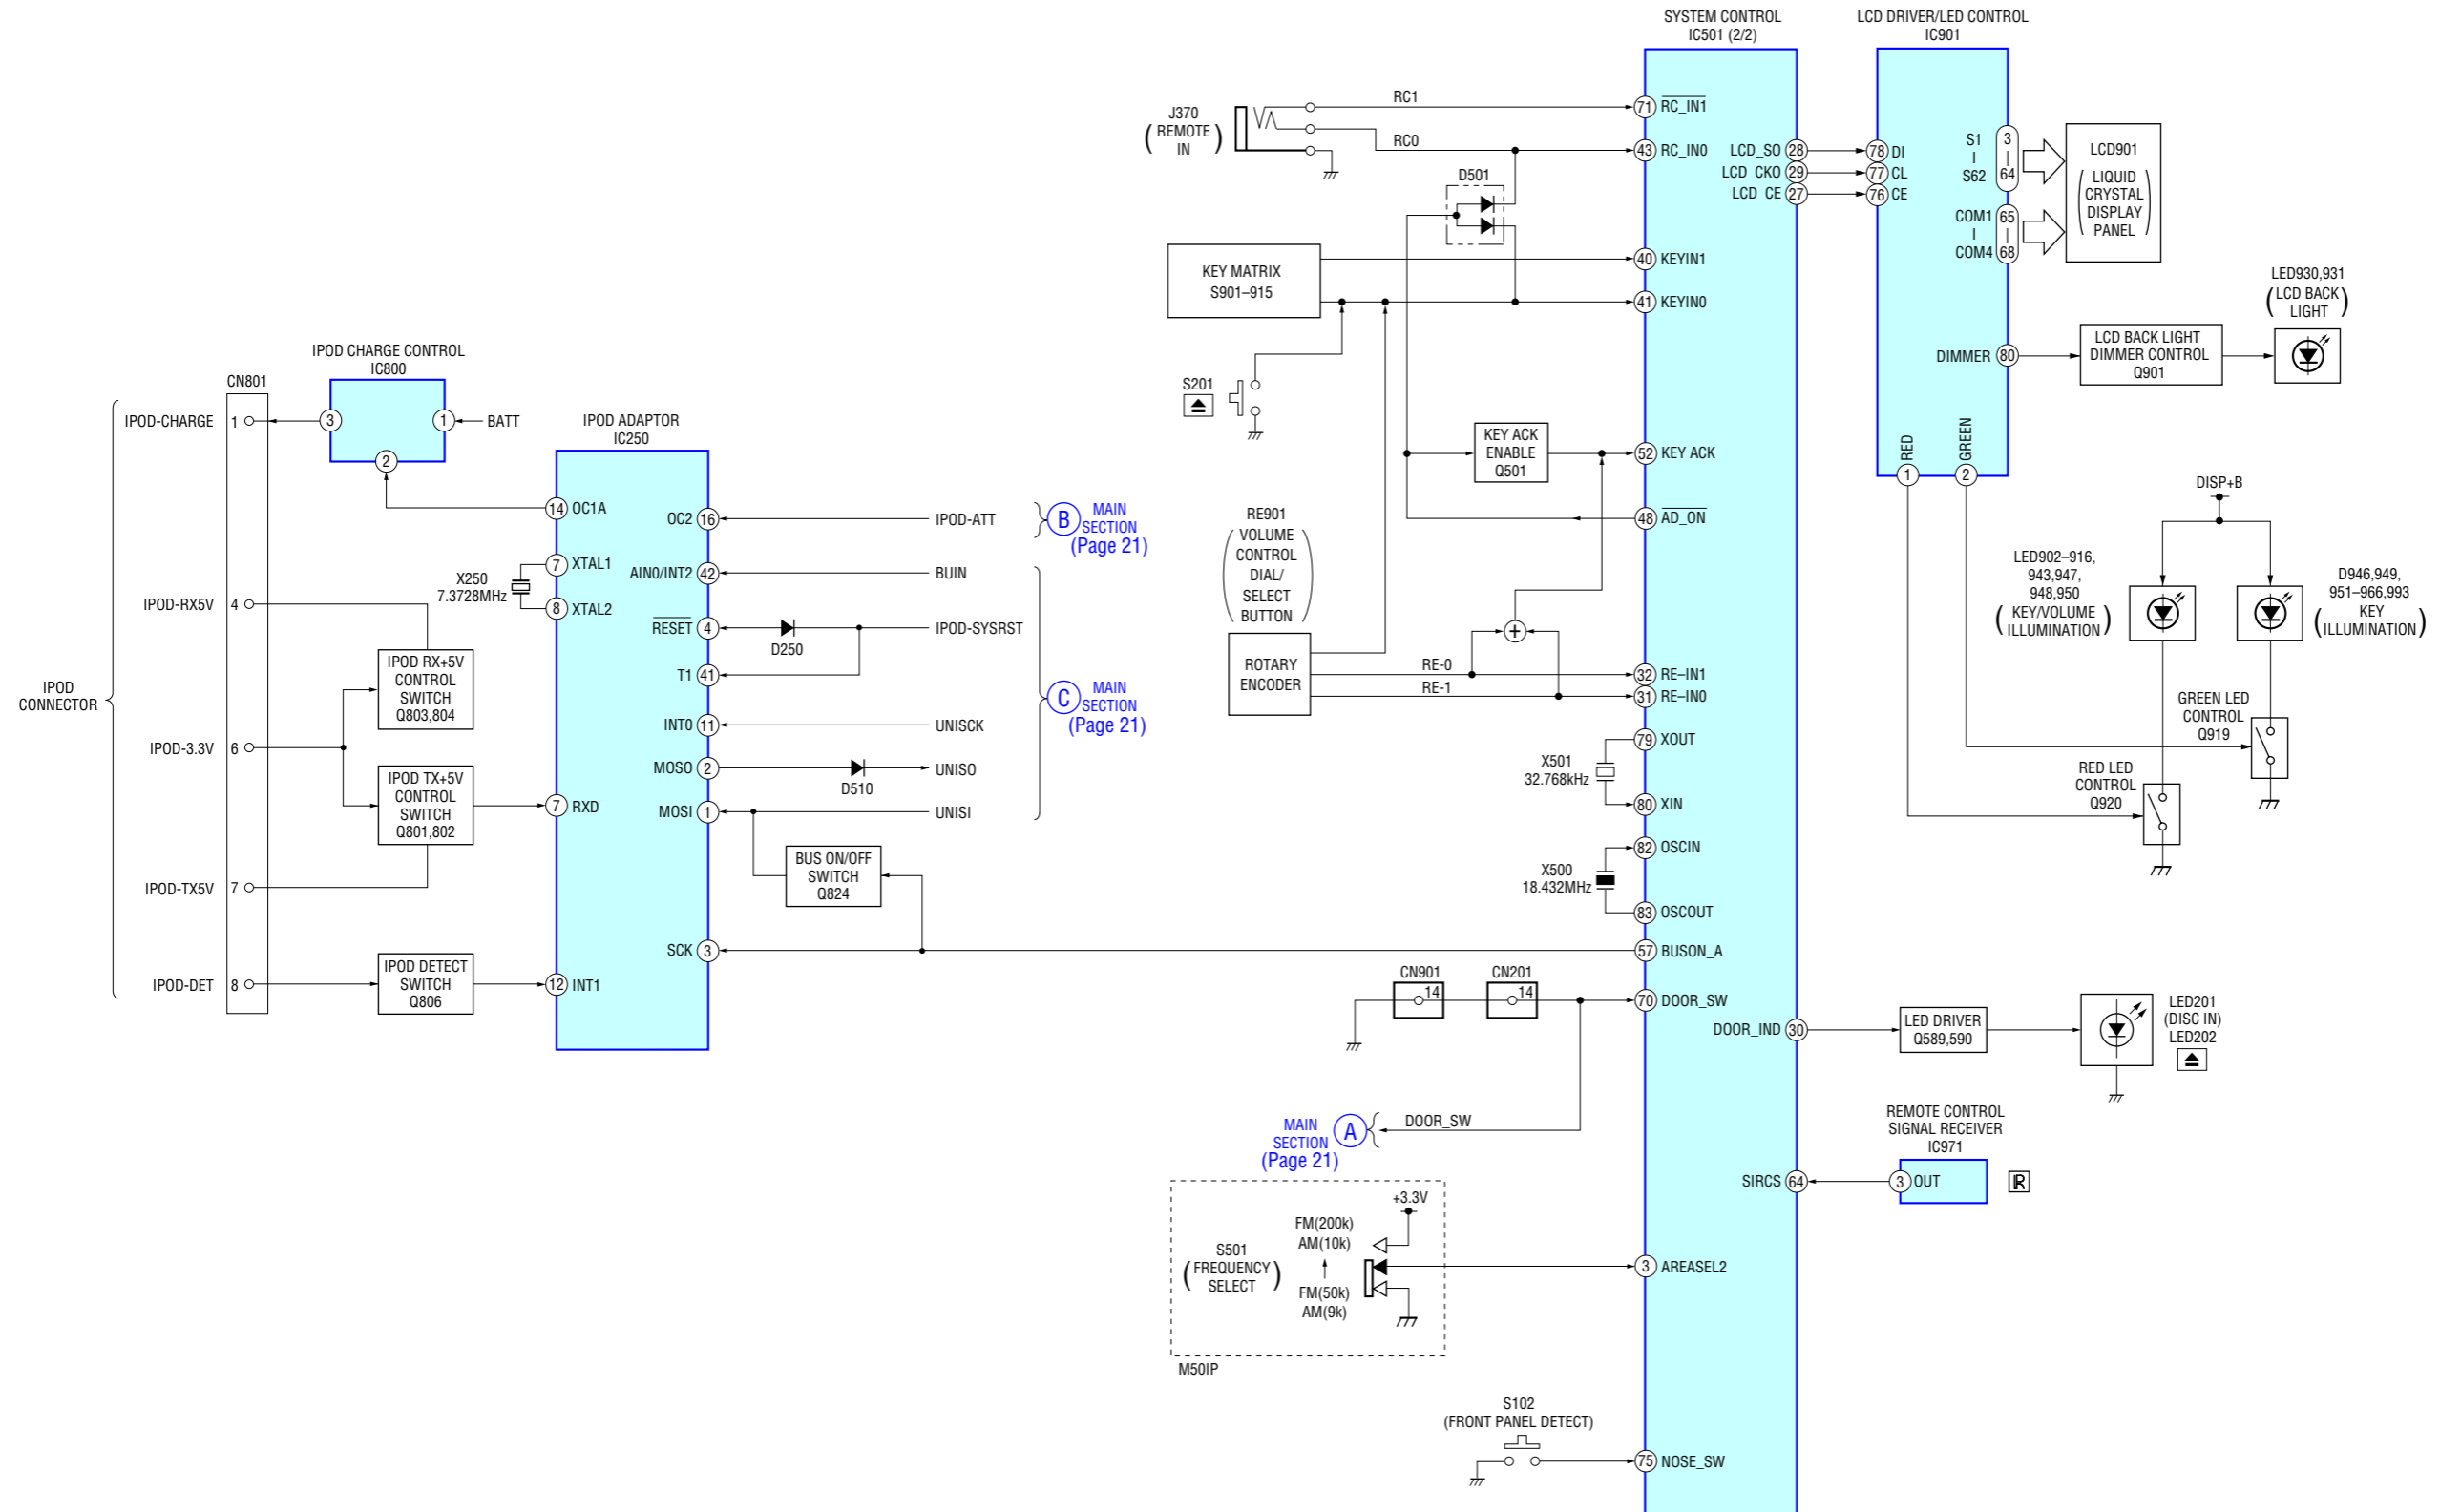 IPOD
CONNECTOR
CN801
IPOD-CHARGE
1
IPOD-RX5V
4
IPOD-3.3V
6
IPOD-TX5V
7
IPOD-DET
8
IPOD CHARGE CONTROL
IC800
3
1
2
BATT
IPOD RX+5V
CONTROL
SWITCH
Q803,804
IPOD TX+5V
CONTROL
SWITCH
Q801,802
IPOD DETECT
SWITCH
Q806
X250
7.3728MHz
IPOD ADAPTOR
IC250
14 OC1A
7 XTAL1
8 XTAL2
7 RXD
12 INT1
OC2 16
AIN0/INT2 42
RESET 4
T1 41
INT0 11
MOSO 2
MOSI 1
SCK 3
D250
D510
BUS ON/OFF
SWITCH
Q824
IPOD-ATT
BUIN
IPOD-SYSRST
UNISCK
UNISO
UNISI
B
MAIN
SECTION
(Page 21)
C
MAIN
SECTION
(Page 21)
J370
(REMOTE
IN)
RC1
RC0
D501
KEY MATRIX
S901–915
S201
KEY ACK
ENABLE
Q501
RE901
(VOLUME
CONTROL
DIAL/
SELECT
BUTTON)
ROTARY
ENCODER
+
RE-0
RE-1
X501
32.768kHz
X500
18.432MHz
CN901
14
CN201
14
DOOR_SW
MAIN
SECTION
(Page 21)
A
S501
(FREQUENCY
SELECT)
FM(200k)
AM(10k)
FM(50k)
AM(9k)
+3.3V
M50IP
S102
(FRONT PANEL DETECT)
SYSTEM CONTROL
IC501 (2/2)
71 RC_IN1
43 RC_IN0
40 KEYIN1
41 KEYIN0
52 KEY ACK
48 AD_ON
32 RE–IN1
31 RE–IN0
79 XOUT
80 XIN
82 OSCIN
83 OSCOUT
57 BUSON_A
70 DOOR_SW
3 AREASEL2
75 NOSE_SW
LCD_SO 28
LCD_CKO 29
LCD_CE 27
DOOR_IND 30
SIRCS 64
LCD DRIVER/LED CONTROL
IC901
78 DI
77 CL
76 CE
S1 3
S62 64
COM1 65
COM4 68
DIMMER 80
RED
1
GREEN
2
LCD901
(LIQUID
CRYSTAL
DISPLAY
PANEL)
LCD BACK LIGHT
DIMMER CONTROL
Q901
LED930,931
(LCD BACK
LIGHT)
DISP+B
LED902–916,
943,947,
948,950
(KEY/VOLUME
ILLUMINATION)
D946,949,
951–966,993
(KEY
ILLUMINATION)
GREEN LED
CONTROL
Q919
RED LED
CONTROL
Q920
LED DRIVER
Q589,590
LED201
(DISC IN)
LED202
REMOTE CONTROL
SIGNAL RECEIVER
IC971
3 OUT
R